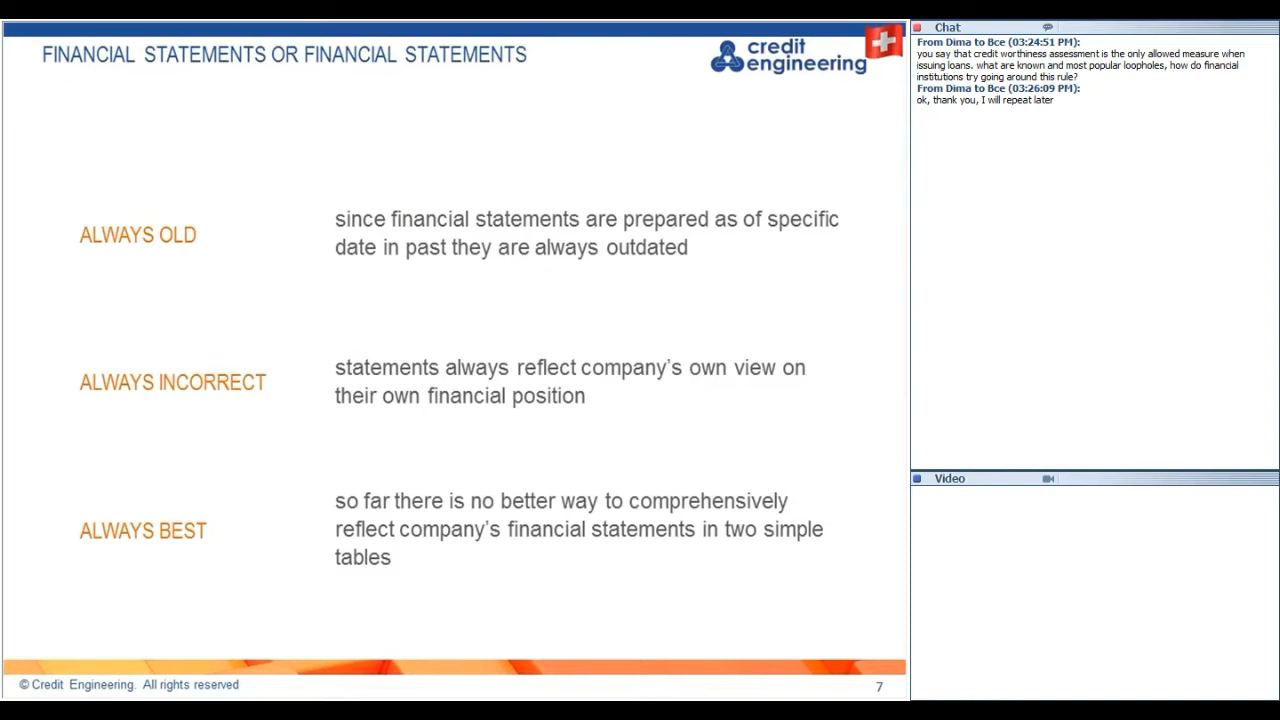 FINANCIAL STATEMENTS OR FINANCIAL STATEMENTS
credit
engineering
ALWAYS OLD
since financial statements are prepared as of specific
date in past they are always outdated
ALWAYS INCORRECT
statements always reflect company's own view on
their own financial position
ALWAYS BEST
so far there is no better way to comprehensively
reflect company's financial statements in two simple
tables
© Credit Engineering. All rights reserved
7
Chat
From Dima to Все (03:24:51 PM):
you say that credit worthiness assessment is the only allowed measure when
issuing loans. what are known and most popular loopholes, how do financial
institutions try going around this rule?
From Dima to Все (03:26:09 PM):
ok, thank you, I will repeat later
Video